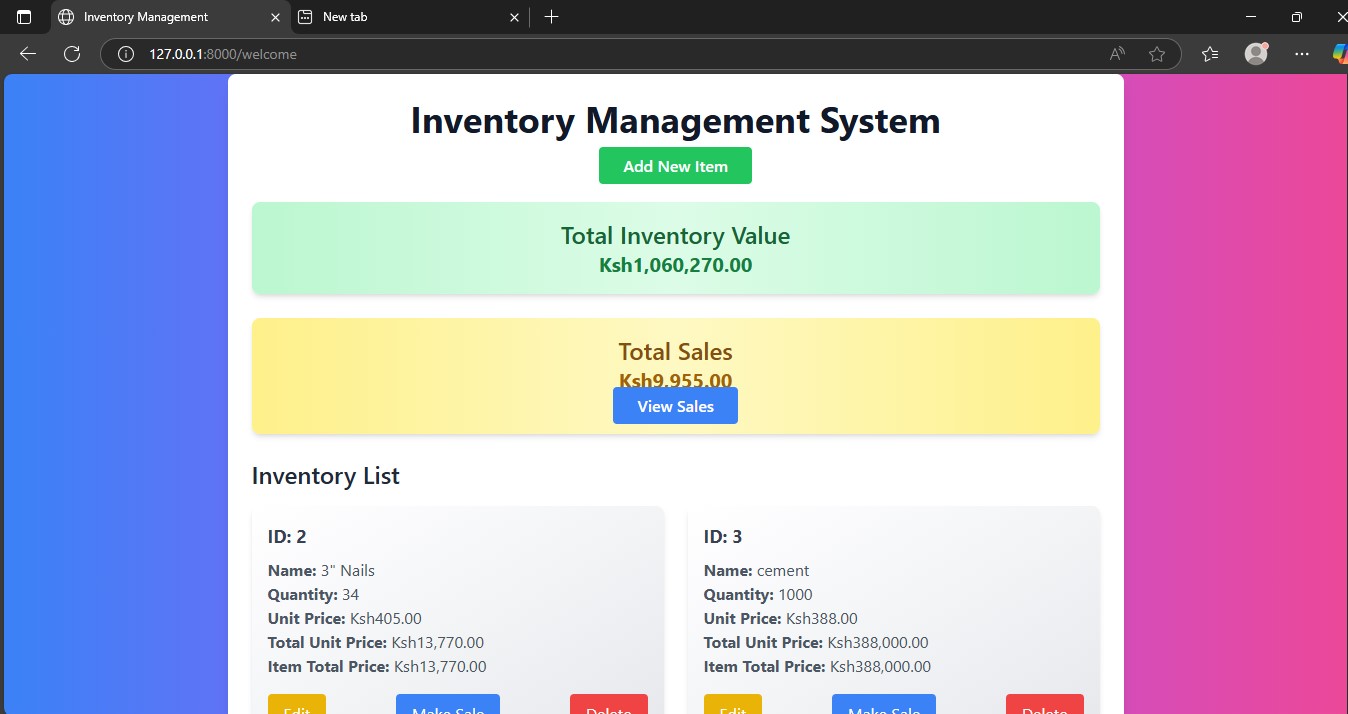 Inventory Management
New tab
127.0.0.1:8000/welcome
Inventory Management System
Add New Item
Total Inventory Value
Ksh1,060,270.00
Total Sales
Ksh9,955.00
View Sales
Inventory List
ID: 2
Name: 3" Nails
Quantity: 34
Unit Price: Ksh405.00
Total Unit Price: Ksh13,770.00
Item Total Price: Ksh13,770.00
Edit Make Sale Delete
ID: 3
Name: cement
Quantity: 1000
Unit Price: Ksh388.00
Total Unit Price: Ksh388,000.00
Item Total Price: Ksh388,000.00
Edit Make Sale Delete